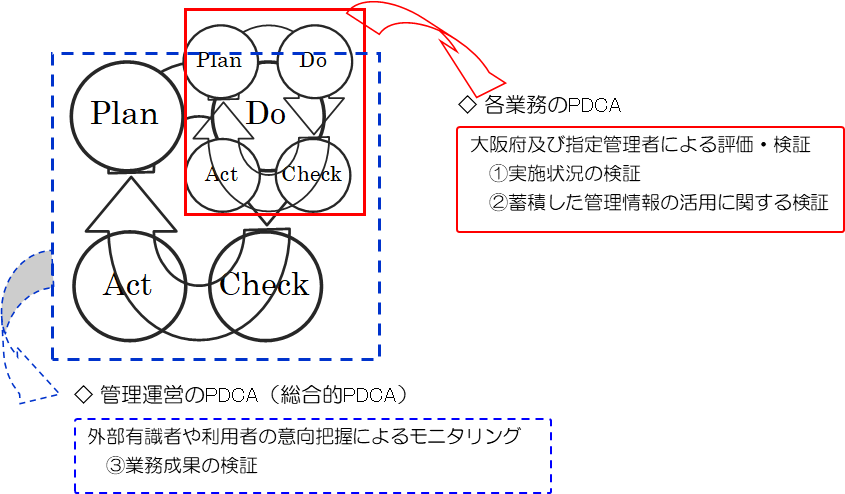 Plan
Do
Plan
Do
Act
Check
Act
Check
◇ 各業務のPDCA
大阪府及び指定管理者による評価・検証
①実施状況の検証
②蓄積した管理情報の活用に関する検証
◇ 管理運営のPDCA(総合的PDCA)
外部有識者や利用者の意向把握によるモニタリング
③業務成果の検証